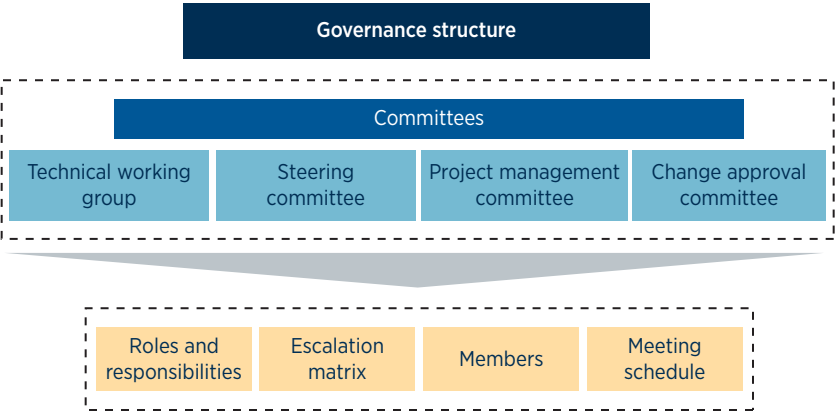 Governance structure
Committees
Technical working
group
Steering
committee
Project management
committee
Change approval
committee
Roles and
responsibilities
Escalation
matrix
Members
Meeting
schedule